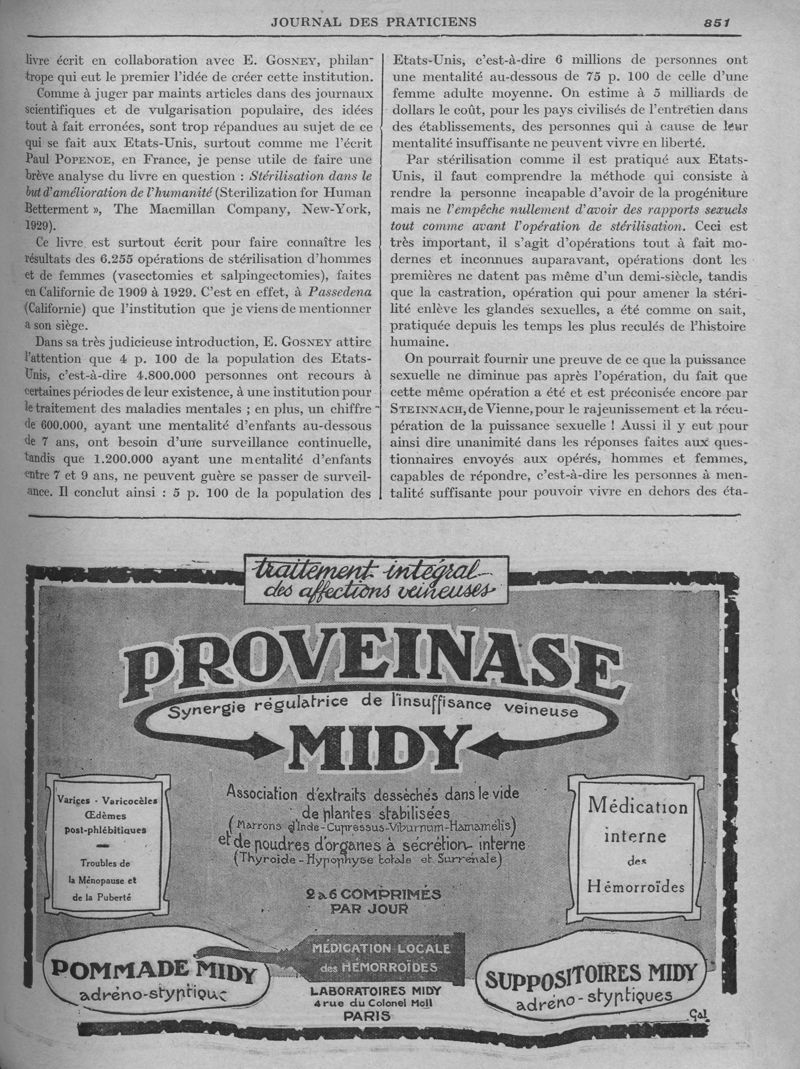 JOURNAL DES PRATICIENS
851
livre écrit en collaboration avec E. GOSNEY, philan-
trope qui eut le premier l'idée de créer cette institution.
Comme à juger par maints articles dans des journaux
scientifiques et de vulgarisation populaire, des idées
tout à fait erronées, sont trop répandues au sujet de ce
qui se fait aux Etats-Unis, surtout comme me l'écrit
Paul POPENOE, en France, je pense utile de faire une
brève analyse du livre en question : Stérilisation dans le
but d'amélioration de l'humanité (Sterilization for Human
Betterment », The Macmillan Company, New-York,
1929).
Ce livre est surtout écrit pour faire connaître les
résultats des 6.255 opérations de stérilisation d'hommes
et de femmes (vasectomies et salpingectomies), faites
en Californie de 1909 à 1929. C'est en effet, à Passedena
(Californie) que l'institution que je viens de mentionner
a son siège.
Dans sa très judicieuse introduction, E. GOSNEY attire
l'attention que 4 p. 100 de la population des Etats-
Unis, c'est-à-dire 4.800.000 personnes ont recours à
certaines périodes de leur existence, à une institution pour
le traitement des maladies mentales ; en plus, un chiffre
de 600.000, ayant une mentalité d'enfants au-dessous
de 7 ans, ont besoin d'une surveillance continuelle,
tandis que 1.200.000 ayant une mentalité d'enfants
entre 7 et 9 ans, ne peuvent guère se passer de surveil-
lance. Il conclut ainsi : 5 p. 100 de la population des
Etats-Unis, c'est-à-dire 6 millions de personnes ont
une mentalité au-dessous de 75 p. 100 de celle d'une
femme adulte moyenne. On estime à 5 milliards de
dollars le coût, pour les pays civilisés de l'entretien dans
des établissements, des personnes qui à cause de leur
mentalité insuffisante ne peuvent vivre en liberté.
Par stérilisation comme il est pratiqué aux Etats-
Unis, il faut comprendre la méthode qui consiste à
rendre la personne incapable d'avoir de la progéniture
mais ne l'empêche nullement d'avoir des rapports sexuels
tout comme avant l'opération de stérilisation. Ceci est
très important, il s'agit d'opérations tout à fait mo-
dernes et inconnues auparavant, opérations dont les
premières ne datent pas même d'un demi-siècle, tandis
que la castration, opération qui pour amener la stéri-
lité enlève les glandes sexuelles, a été comme on sait,
pratiquée depuis les temps les plus reculés de l'histoire
humaine.
On pourrait fournir une preuve de ce que la puissance
sexuelle ne diminue pas après l'opération, du fait que
cette même opération a été et est préconisée encore par
STEINNACH, de Vienne, pour le rajeunissement et la récu-
pération de la puissance sexuelle ! Aussi il y eut pour
ainsi dire unanimité dans les réponses faites aux ques-
tionnaires envoyés aux opérés, hommes et femmes,
capables de répondre, c'est-à-dire les personnes à men-
talité suffisante pour pouvoir vivre en dehors des éta-
traitement intégral
des affections veineuses
PROVEINASE
Synergie régulatrice de l'insuffisance veineuse
MIDY
Varices - Varicocèles
Œdèmes
post-phlébitiques
Troubles de
la Ménopause et
de la Puberté
Association d'extraits desséchés dans le vide
de plantes stabilisées
(Marrons d'Inde-Cupressus-Viburnum-Hamamélis)
et de poudres d'organes à sécrétion interne
(Thyroïde-Hypophyse totale et Surrénale)
2 à 6 COMPRIMÉS
PAR JOUR
Médication
interne
des
Hémorroïdes
MÉDICATION LOCALE
des HÉMORROÏDES
POMMADE MIDY
adréno-styptique
LABORATOIRES MIDY
4 rue du Colonel Moll
PARIS
SUPPOSITOIRES MIDY
adréno-styptiques
Gal